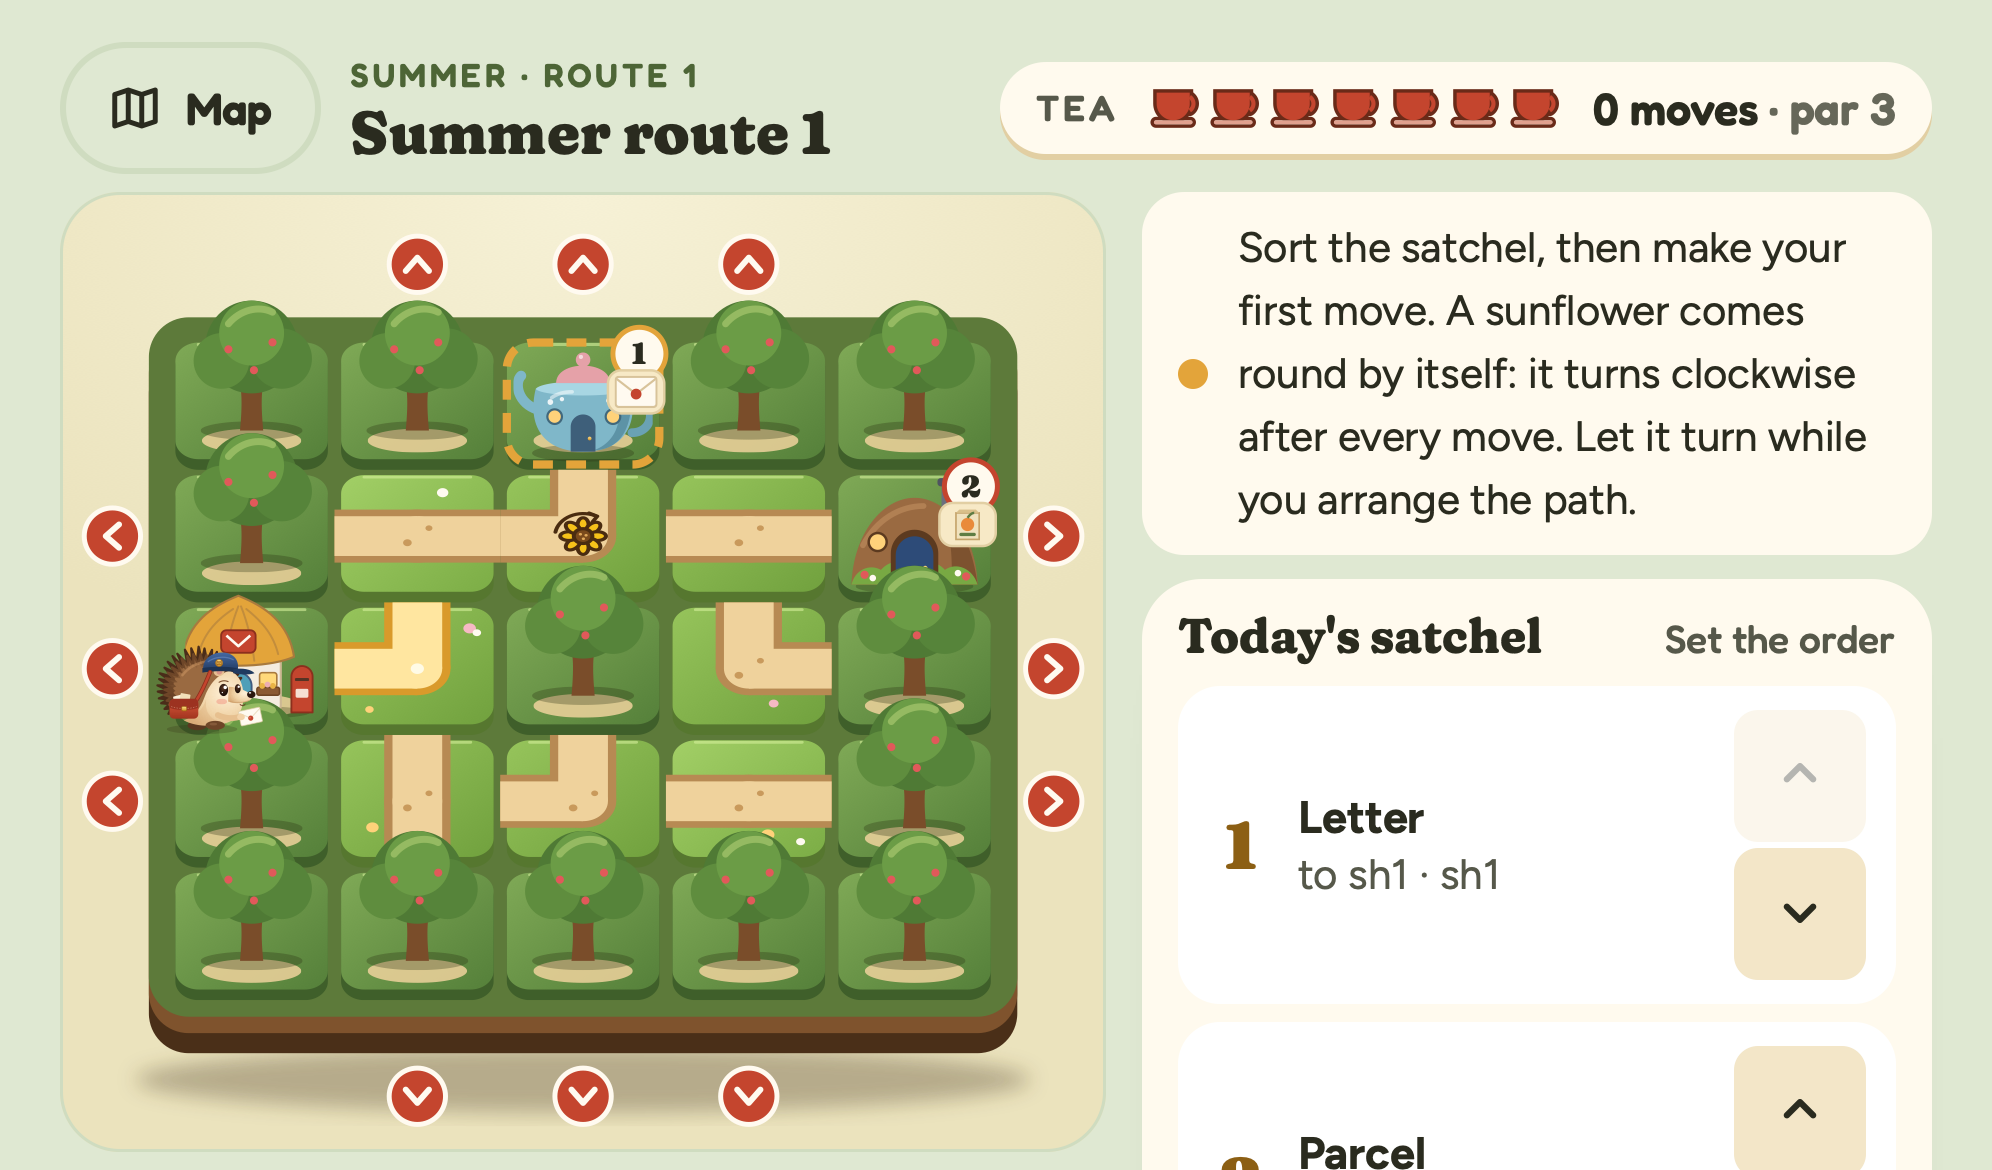 Map
SUMMER · ROUTE 1
Summer route 1
TEA
0 moves · par 3
1
2
Sort the satchel, then make your
first move. A sunflower comes
round by itself: it turns clockwise
after every move. Let it turn while
you arrange the path.
Today's satchel
Set the order
1
Letter
to sh1 · sh1
Parcel